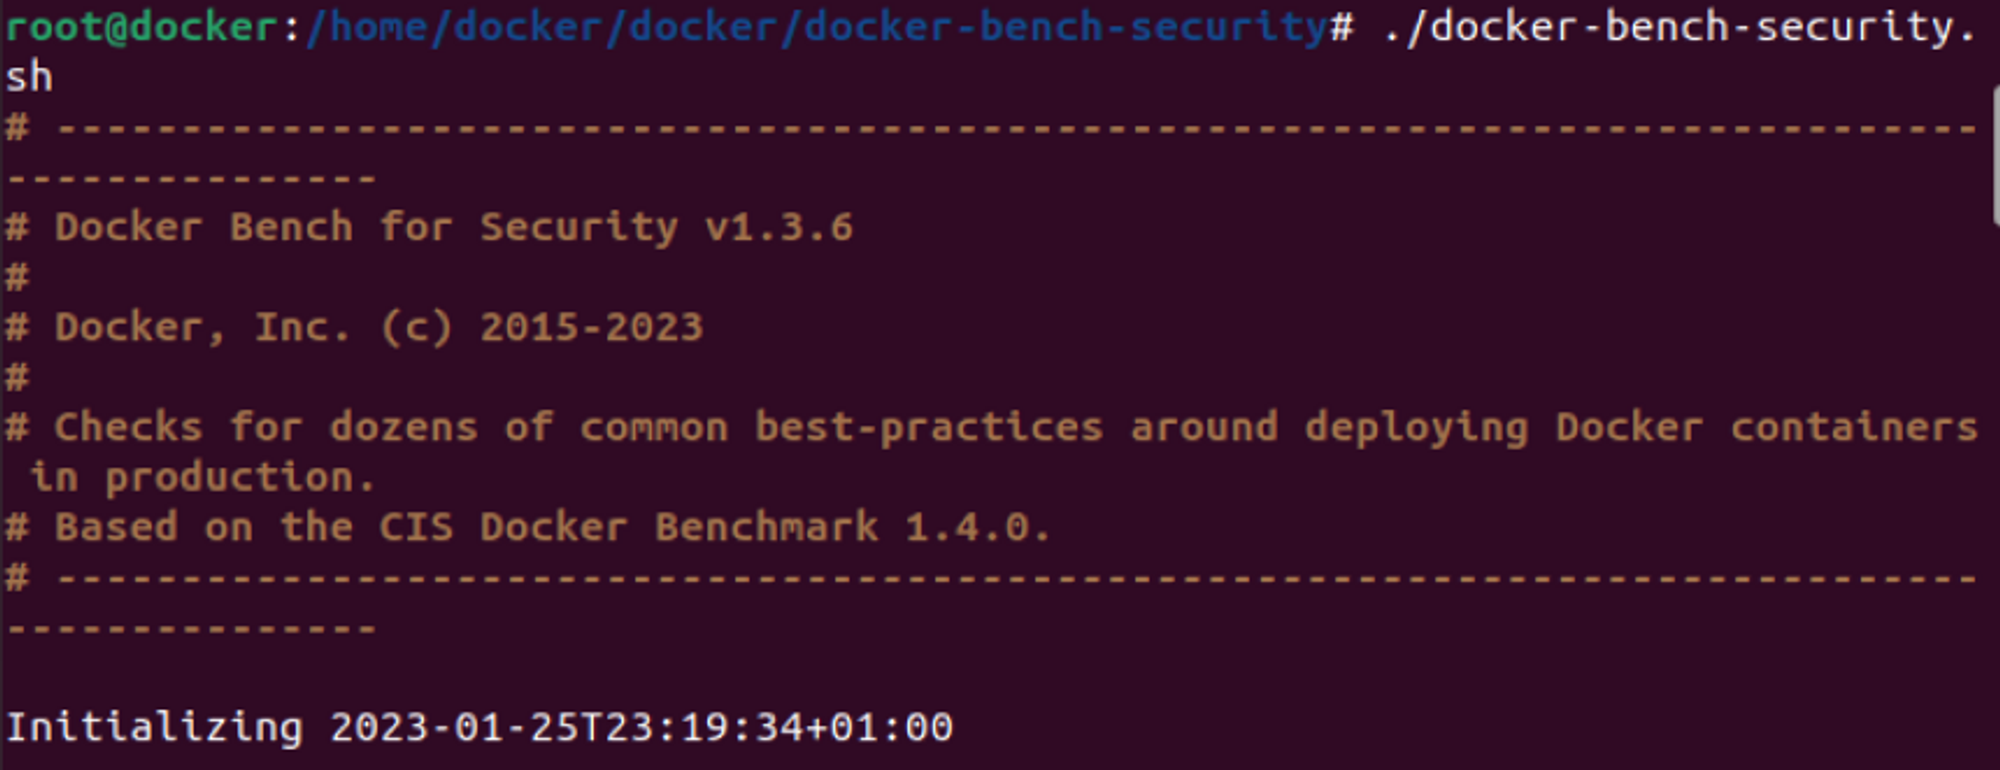 root@docker:/home/docker/docker/docker-bench-security# ./docker-bench-security.
sh
# -----------------------------------------------------------------------------
---------------
# Docker Bench for Security v1.3.6
#
# Docker, Inc. (c) 2015-2023
#
# Checks for dozens of common best-practices around deploying Docker containers
 in production.
# Based on the CIS Docker Benchmark 1.4.0.
# -----------------------------------------------------------------------------
---------------
Initializing 2023-01-25T23:19:34+01:00